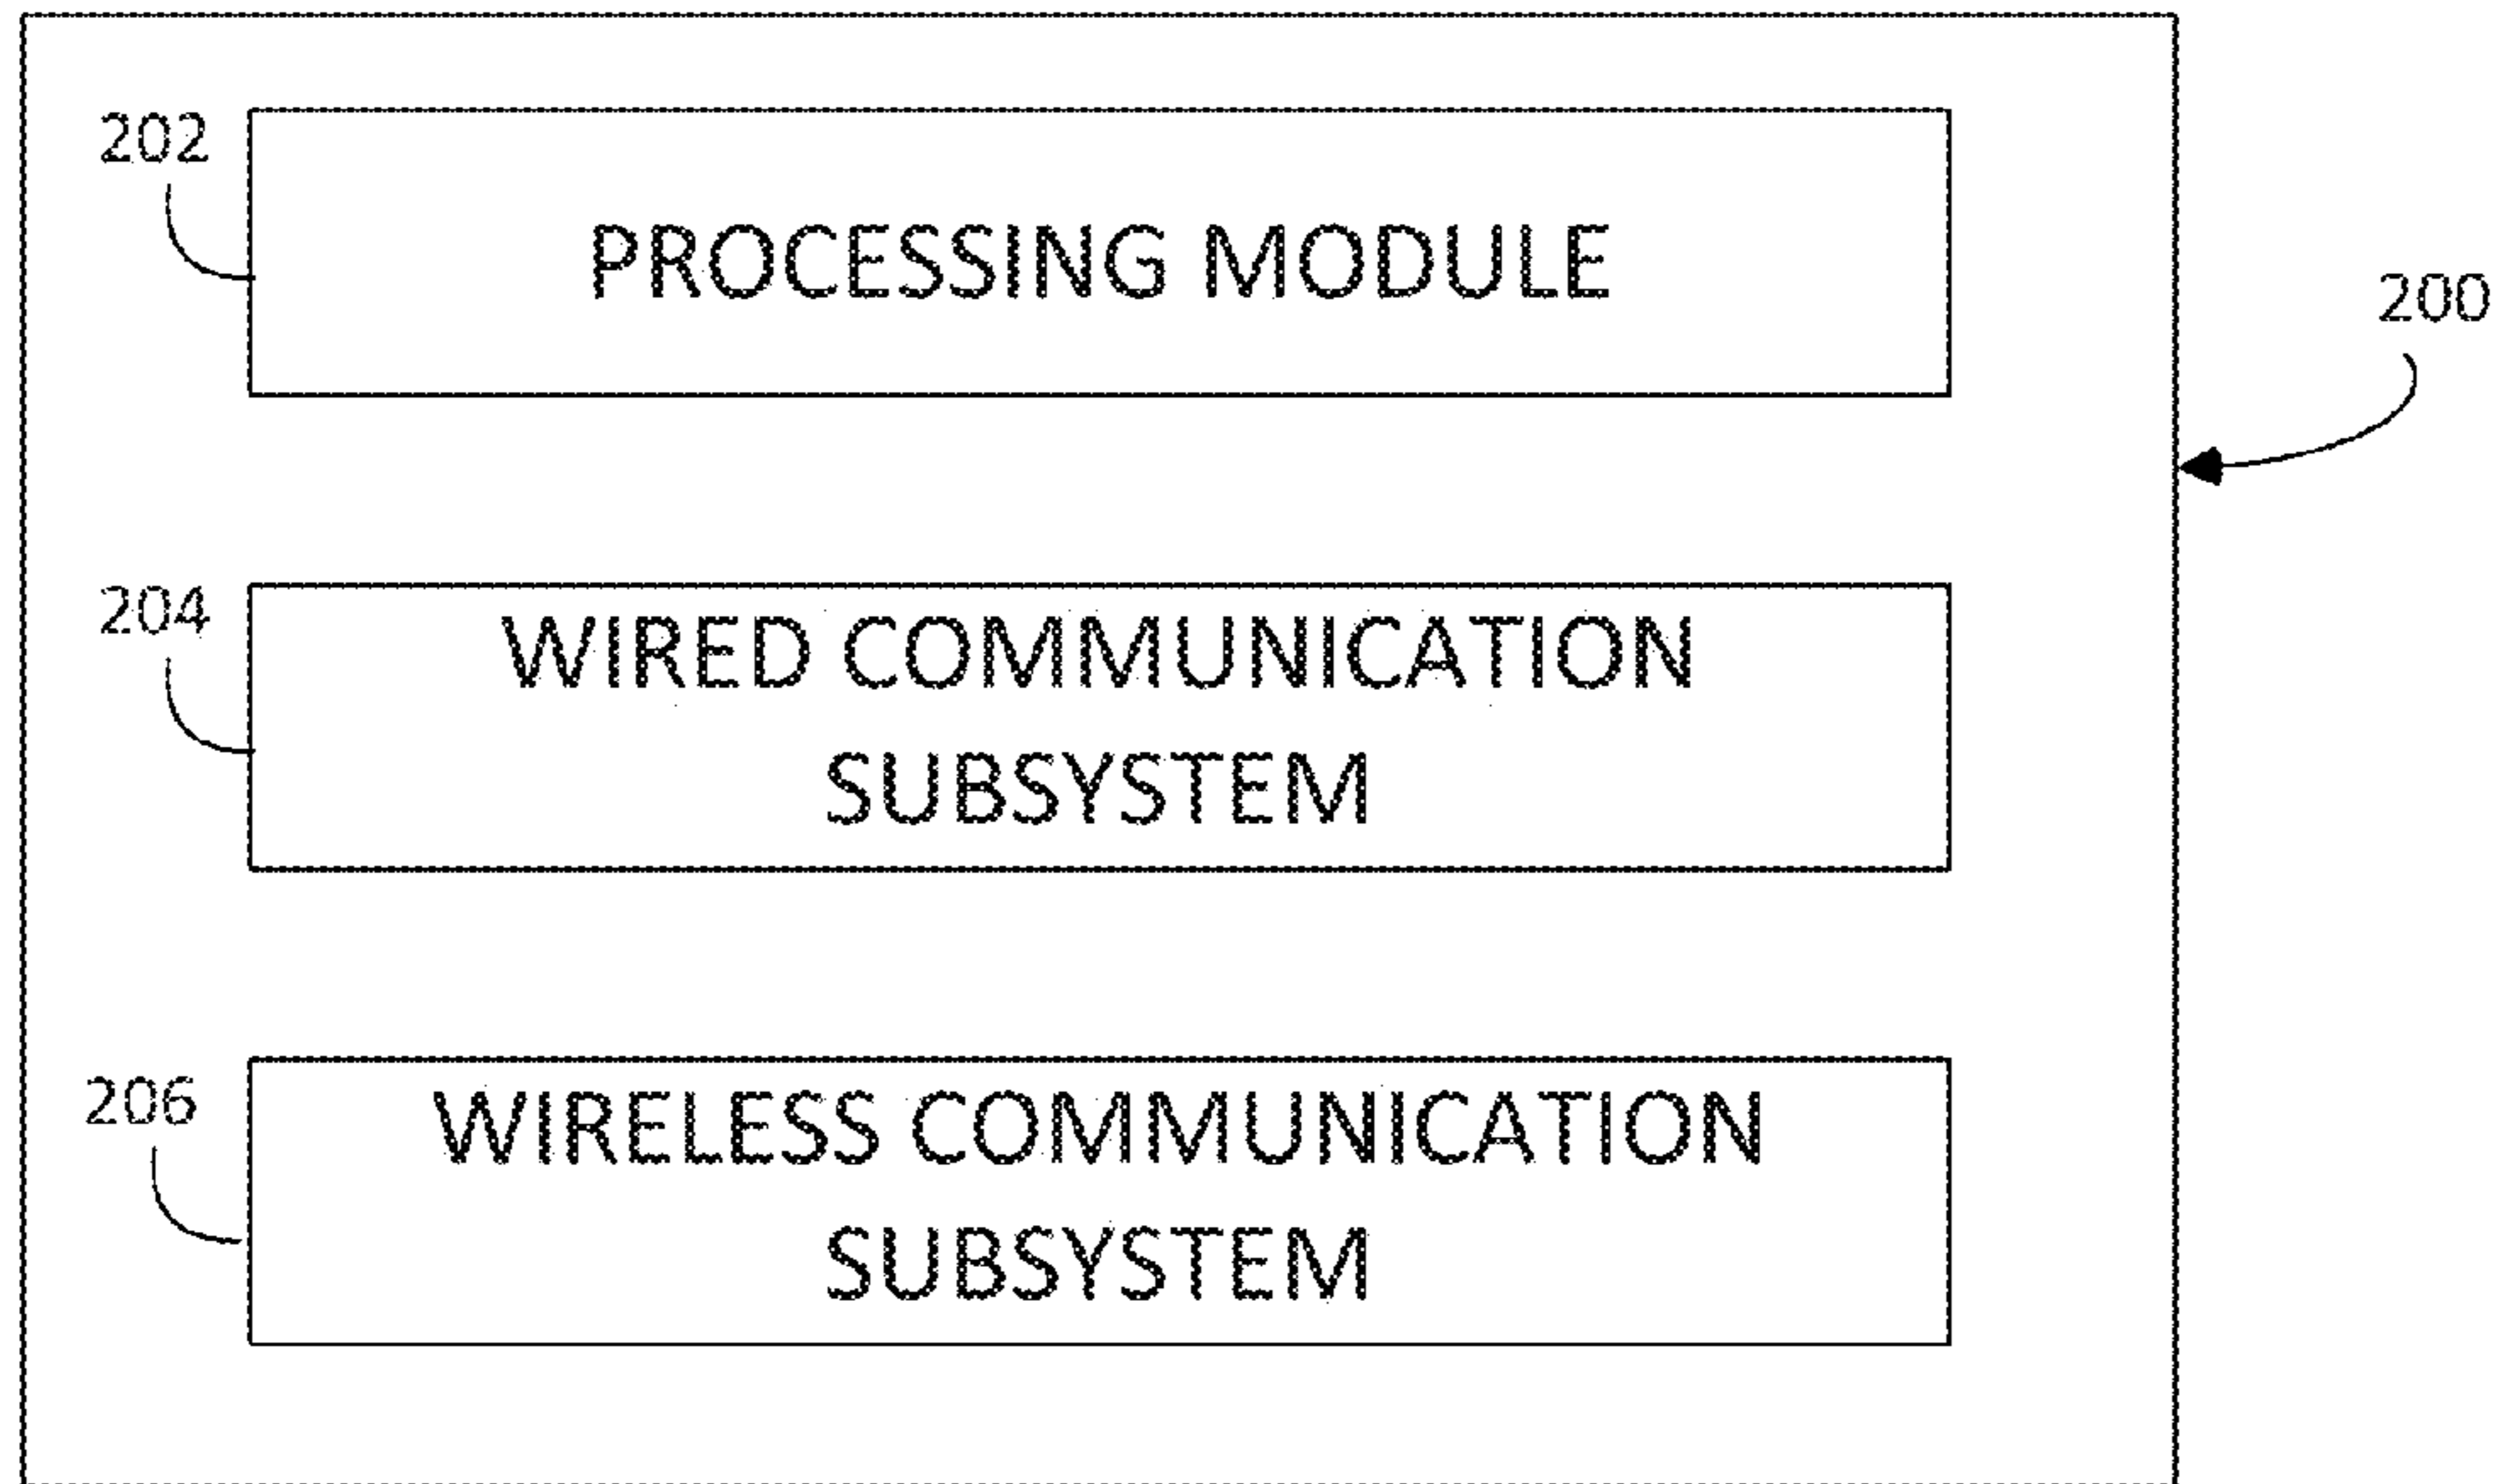 202
PROCESSING MODULE
200
204
WIRED COMMUNICATION
SUBSYSTEM
206
WIRELESS COMMUNICATION
SUBSYSTEM